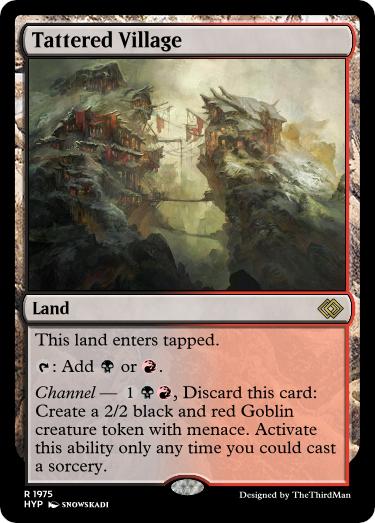 Tattered Village
Land
This land enters tapped.
: Add or .
Channel — 1, Discard this card:
Create a 2/2 black and red Goblin
creature token with menace. Activate
this ability only any time you could cast
a sorcery.
R 1975
HYP SNOWSKADI
Designed by TheThirdMan